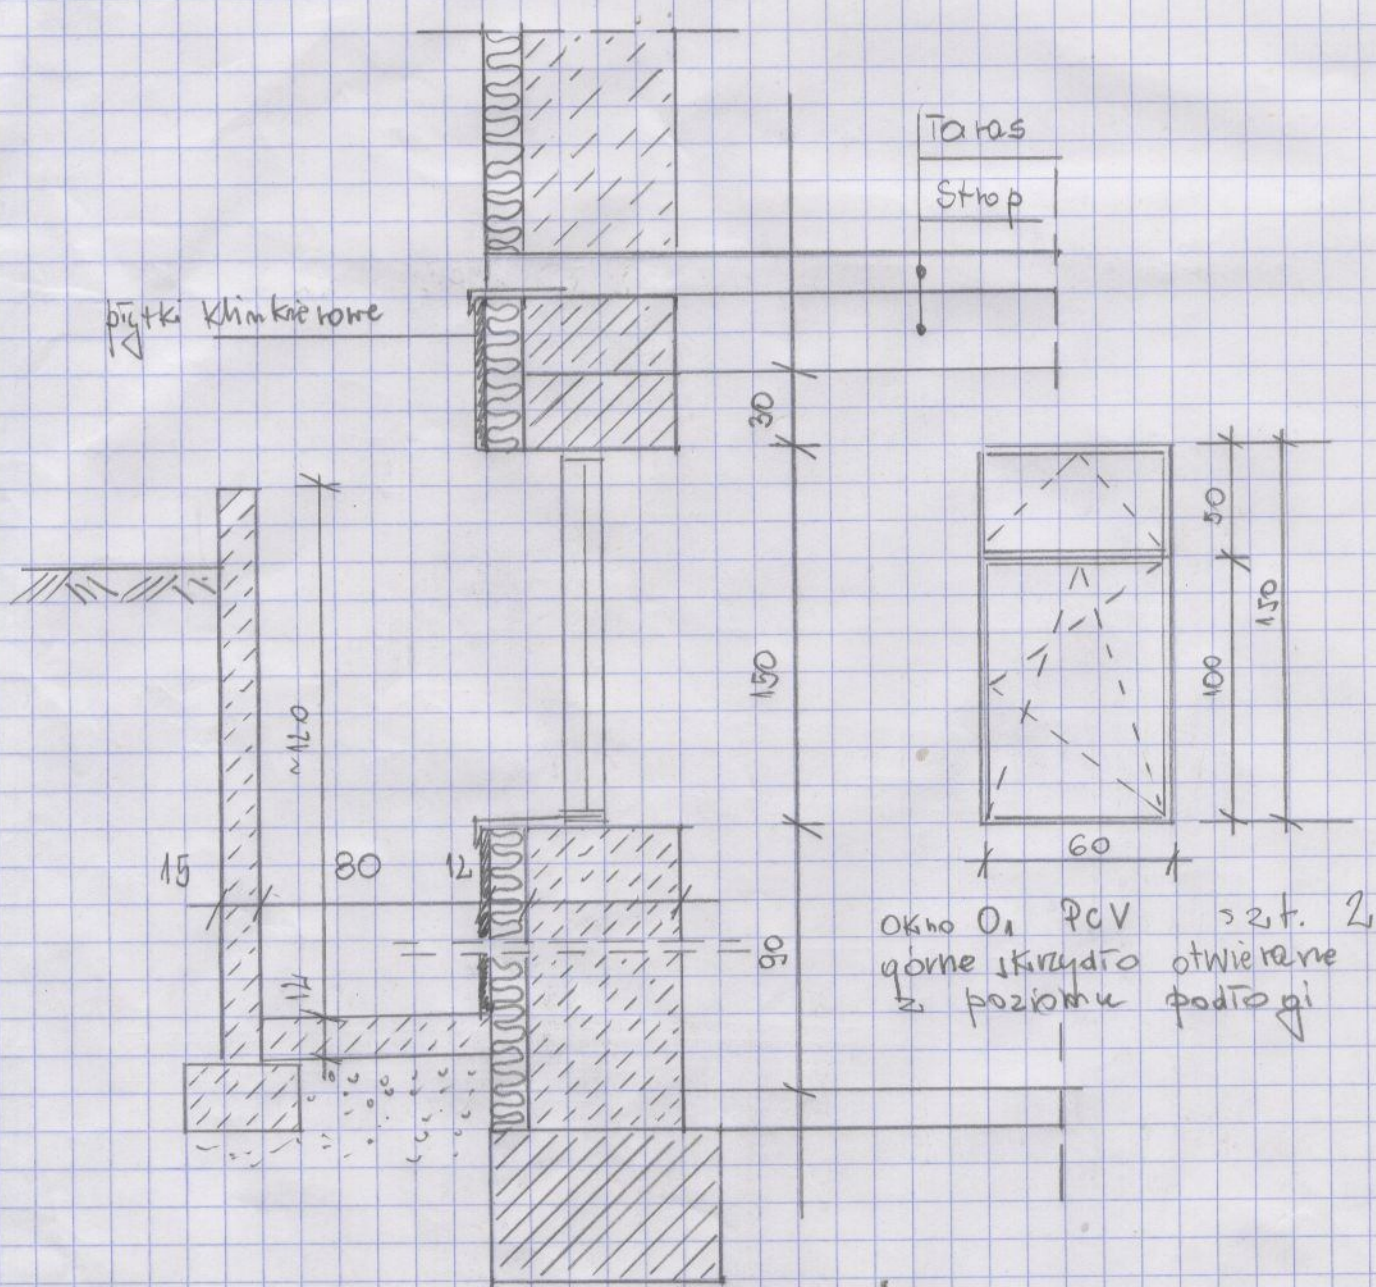 Taras
Strop
płytki klinkierowe
30
50
150
100
150
~120
15
80
12
60
90
12
okno O1 PCV szt. 2
górne skrzydło otwierane
z poziomu podłogi